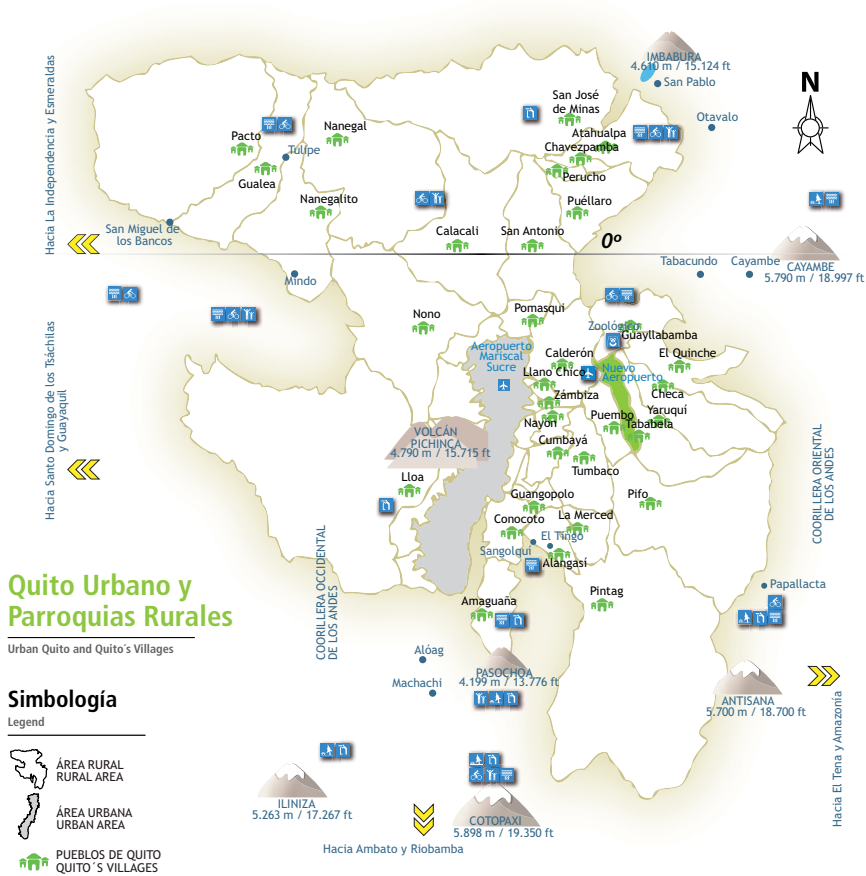 IMBABURA
4.610 m / 15.124 ft
San Pablo
N
Otavalo
San José
de Minas
Atahualpa
Chavezpamba
Perucho
Puéllaro
Nanegal
Pacto
Tulipe
Gualea
Nanegalito
Hacia La Independencia y Esmeraldas
San Miguel de
los Bancos
Calacali
San Antonio
0º
Tabacundo
Cayambe
CAYAMBE
5.790 m / 18.997 ft
Mindo
Nono
Pomasqui
Zoológico
Guayllabamba
Aeropuerto
Mariscal
Sucre
Calderón
El Quinche
Llano Chico
Nuevo
Aeropuerto
Checa
Zámbiza
Yaruquí
Puembo
Tababela
Nayón
Hacia Santo Domingo de los Tsáchilas
y Guayaquil
VOLCÁN
PICHINCA
4.790 m / 15.715 ft
Cumbayá
Tumbaco
Lloa
Guangopolo
Pifo
La Merced
Conocoto
El Tingo
Sangolquí
Alangasí
COORILLERA ORIENTAL
DE LOS ANDES
COORILLERA OCCIDENTAL
DE LOS ANDES
Papallacta
Pintag
Amaguaña
Quito Urbano y
Parroquias Rurales
Urban Quito and Quito´s Villages
Alóag
Machachi
PASOCHOA
4.199 m / 13.776 ft
ANTISANA
5.700 m / 18.700 ft
Hacia El Tena y Amazonía
Simbología
Legend
ÁREA RURAL
RURAL AREA
ÁREA URBANA
URBAN AREA
PUEBLOS DE QUITO
QUITO´S VILLAGES
ILINIZA
5.263 m / 17.267 ft
COTOPAXI
5.898 m / 19.350 ft
Hacia Ambato y Riobamba